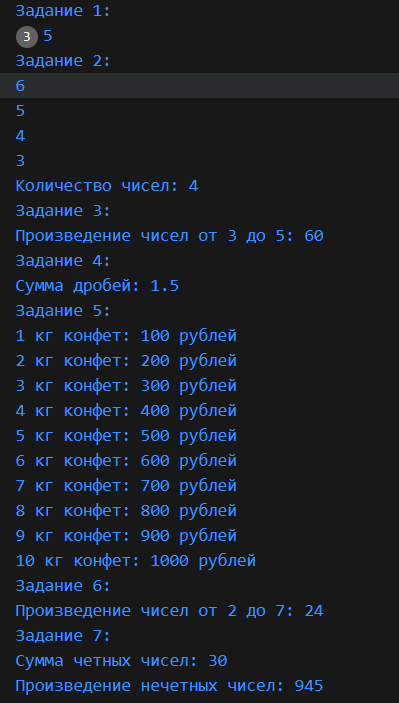 Задание 1:
3 5
Задание 2:
6
5
4
3
Количество чисел: 4
Задание 3:
Произведение чисел от 3 до 5: 60
Задание 4:
Сумма дробей: 1.5
Задание 5:
1 кг конфет: 100 рублей
2 кг конфет: 200 рублей
3 кг конфет: 300 рублей
4 кг конфет: 400 рублей
5 кг конфет: 500 рублей
6 кг конфет: 600 рублей
7 кг конфет: 700 рублей
8 кг конфет: 800 рублей
9 кг конфет: 900 рублей
10 кг конфет: 1000 рублей
Задание 6:
Произведение чисел от 2 до 7: 24
Задание 7:
Сумма четных чисел: 30
Произведение нечетных чисел: 945